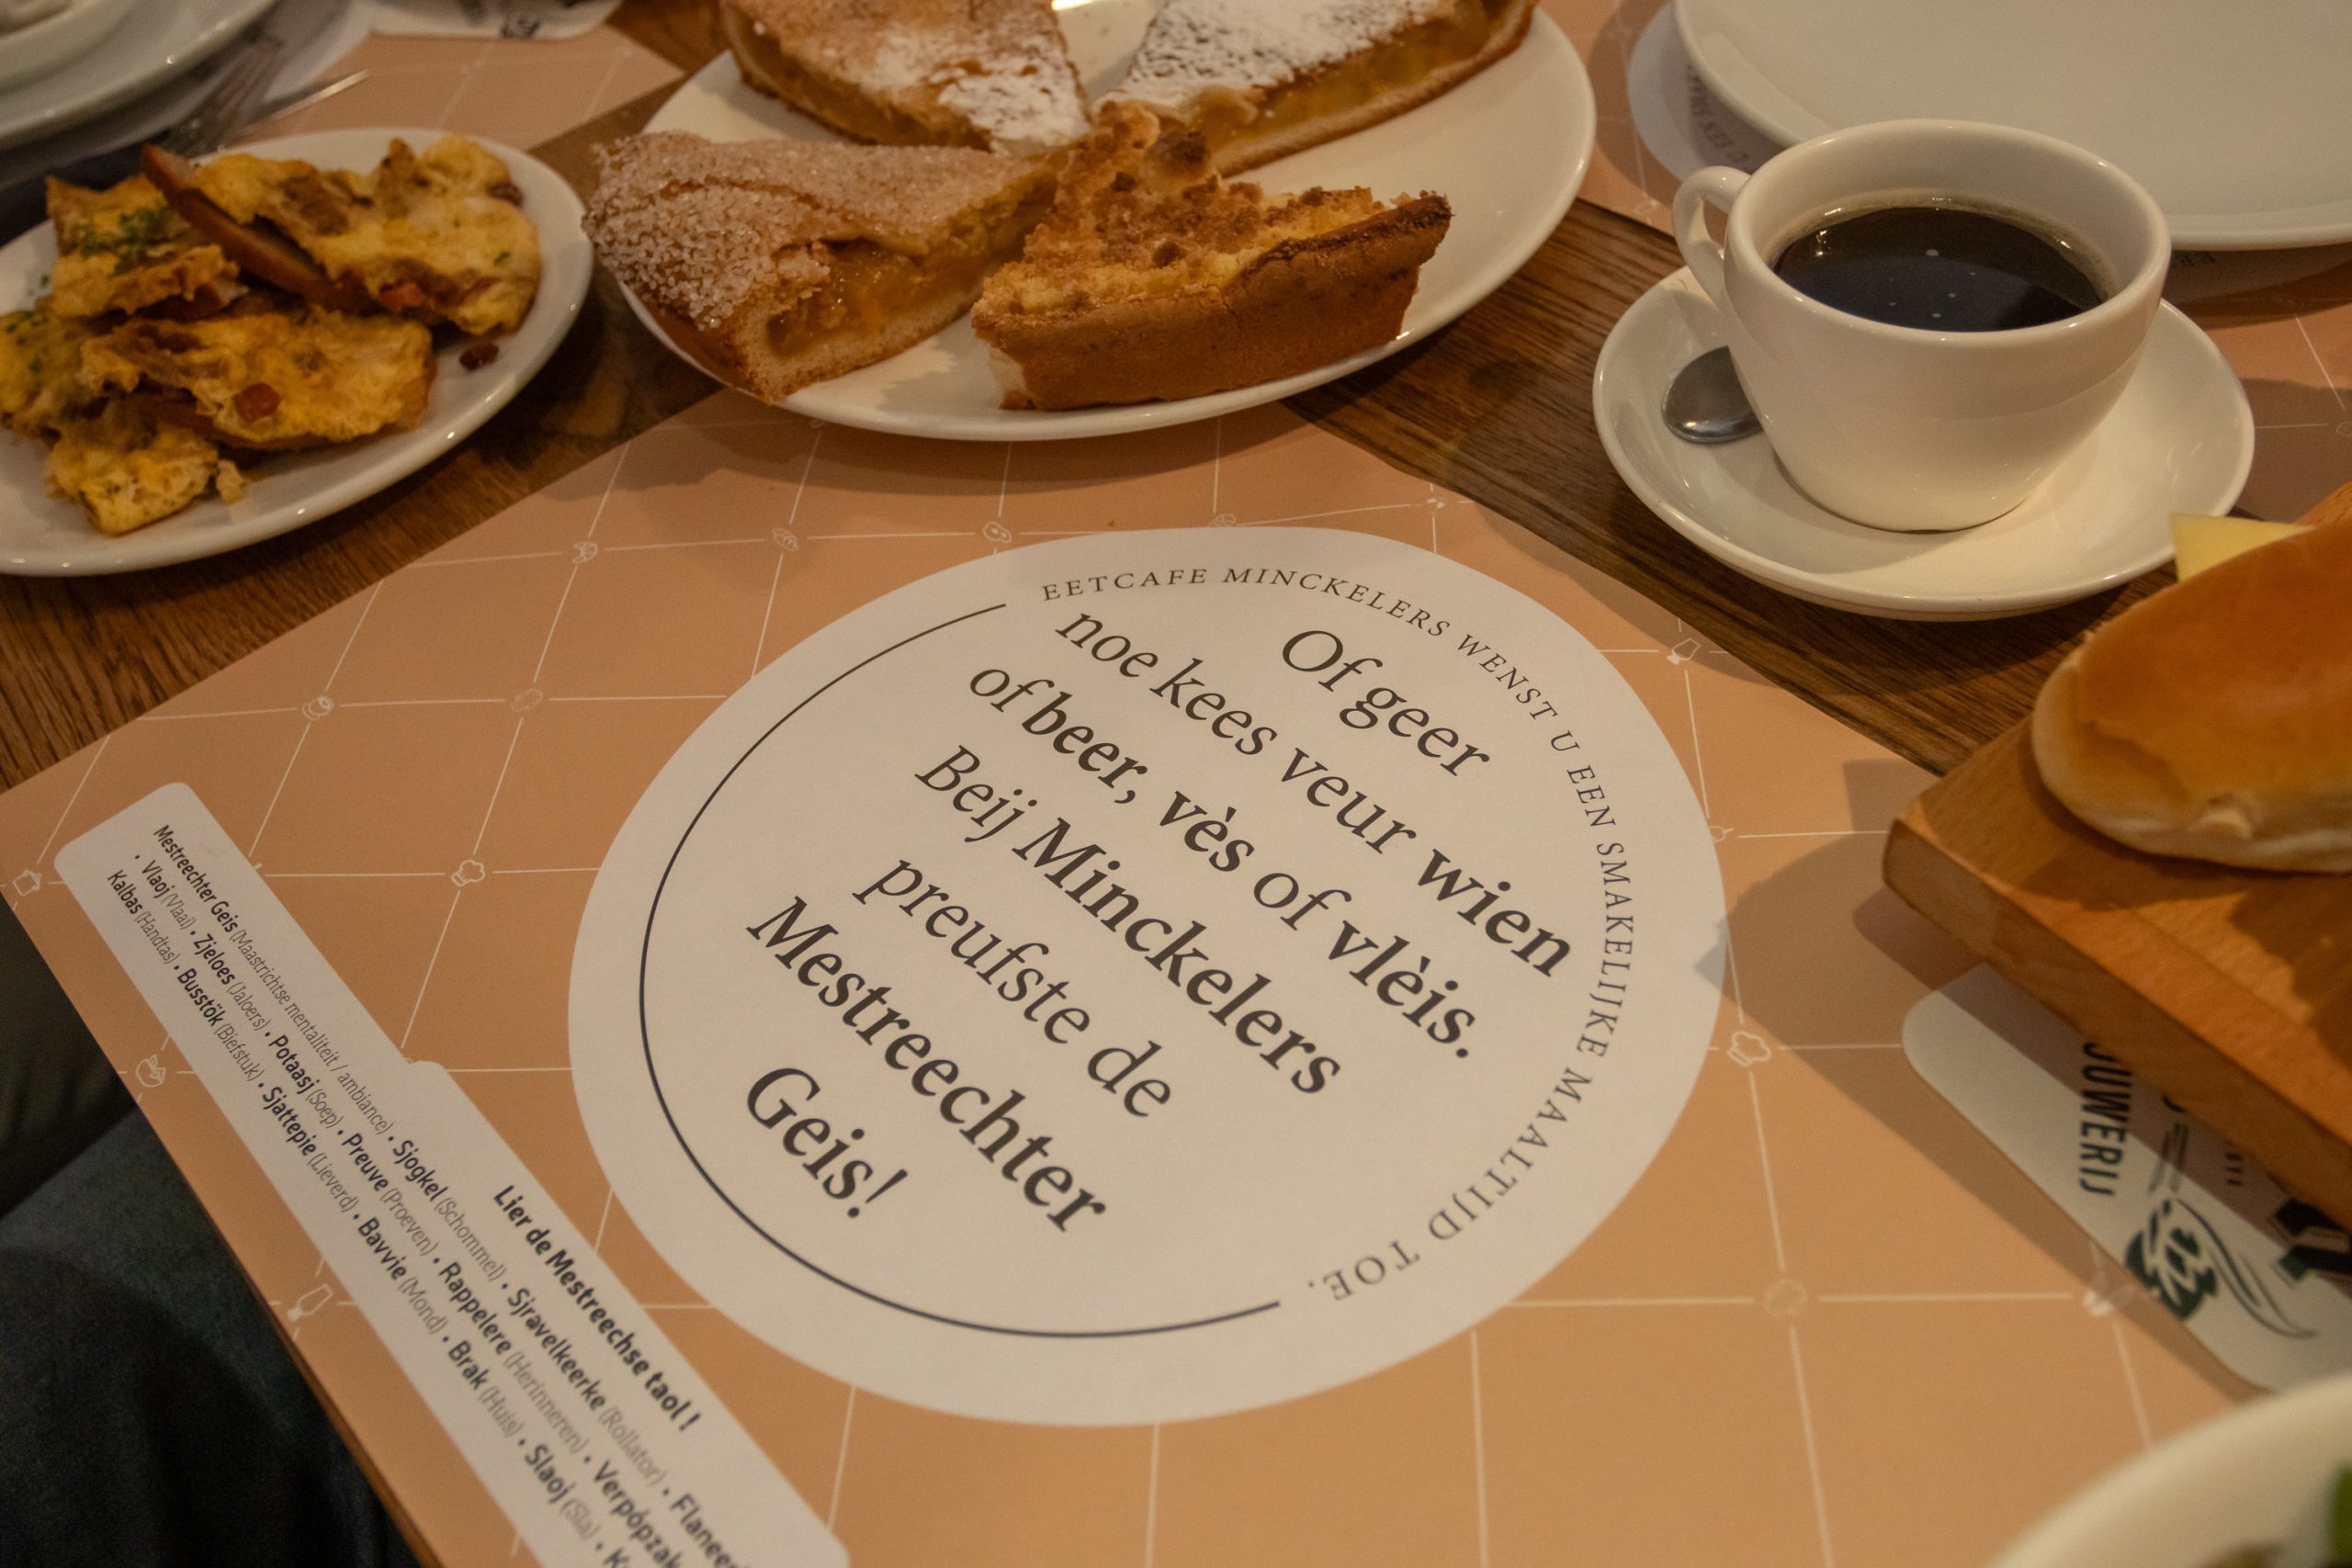 EETCAFE MINCKELERS WENST U EEN SMAKELIJKE MAALTIJD TOE.
Of geer
noe kees veur wien
of beer, vès of vlèis.
Beij Minckelers
preufste de
Mestreechter
Geis!
Lier de Mestreechse taol !
Mestreechter Geis (Maastrichtse mentaliteit / ambiance) • Sjogkel (Schommel) • Sjravelkeerke (Rollator) •
• Vlaoj (Vlaai) • Zjeloes (Jaloers) • Potaasj (Soep) • Preuve (Proeven) • Rappelere (Herinneren) •
Kalbas (Handtas) • Busstök (Biefstuk) • Sjattepie (Lieverd) • Bavvie (Mond) • Brak (Huis) • Slaoj (Sla) •